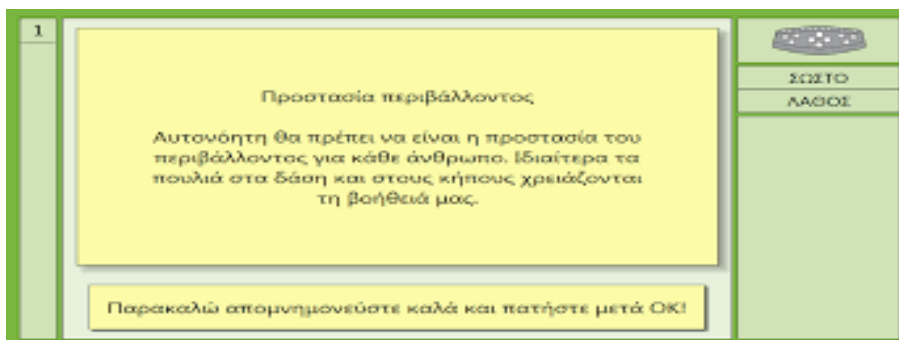 1
Προστασία περιβάλλοντος
Αυτονόητη θα πρέπει να είναι η προστασία του
περιβάλλοντος για κάθε άνθρωπο. Ιδιαίτερα τα
πουλιά στα δάση και στους κήπους χρειάζονται
τη βοήθειά μας.
Παρακαλώ απομνημονεύστε καλά και πατήστε μετά OK!
ΣΩΣΤΟ
ΛΑΘΟΣ